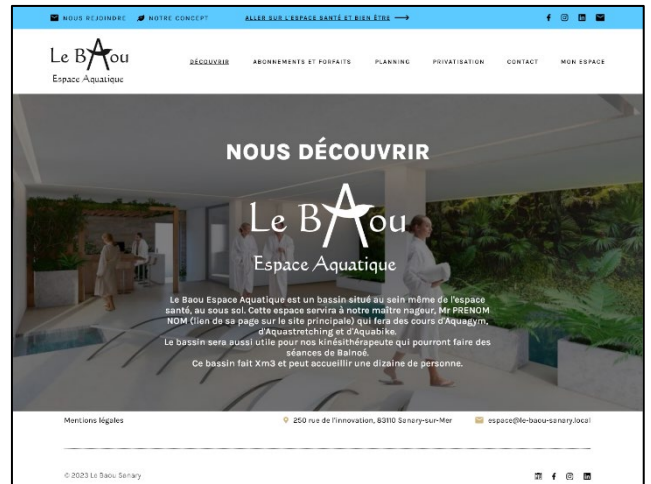 NOUS REJOINDRE NOTRE CONCEPT ALLER SUR L'ESPACE SANTÉ ET BIEN ÊTRE
Le BAou
Espace Aquatique
DÉCOUVRIR ABONNEMENTS ET FORFAITS PLANNING PRIVATISATION CONTACT MON ESPACE
NOUS DÉCOUVRIR
Le BAou
Espace Aquatique
Le Baou Espace Aquatique est un bassin situé au sein même de l'espace
santé, au sous sol. Cette espace servira à notre maître nageur, Mr PRENOM
NOM (lien de sa page sur le site principale) qui fera des cours d'Aquagym,
d'Aquastretching et d'Aquabike.
Le bassin sera aussi utile pour nos kinésithérapeute qui pourront faire des
séances de Balnoé.
Ce bassin fait Xm3 et peut accueillir une dizaine de personne.
Mentions légales 250 rue de l'innovation, 83110 Sanary-sur-Mer espace@le-baou-sanary.local
© 2023 Le Baou Sanary